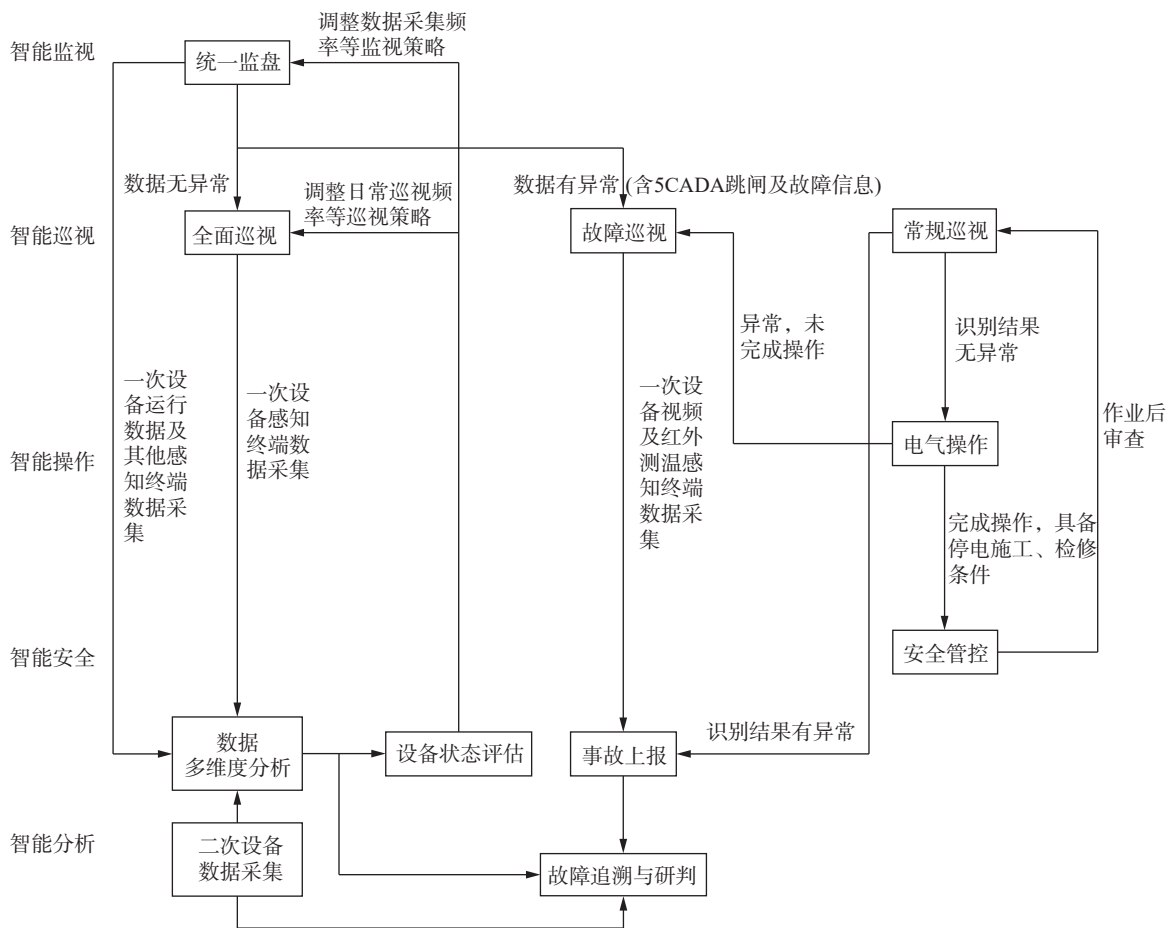 调整数据采集频
率等监视策略
智能监视
统一监盘
数据无异常
调整日常巡视频
率等巡视策略
数据有异常 (含5CADA跳闸及故障信息)
智能巡视
全面巡视
故障巡视
常规巡视
异常，未
完成操作
识别结果
无异常
一次设
备运行
数据及
其他感
知终端
数据采
集
一次设
备感知
终端数
据采集
一次设
备视频
及红外
测温感
知终端
数据采
集
作业后
审查
智能操作
电气操作
完成操作，具备
停电施工、检修
条件
智能安全
安全管控
数据
多维度分析
设备状态评估
事故上报
识别结果有异常
智能分析
二次设备
数据采集
故障追溯与研判